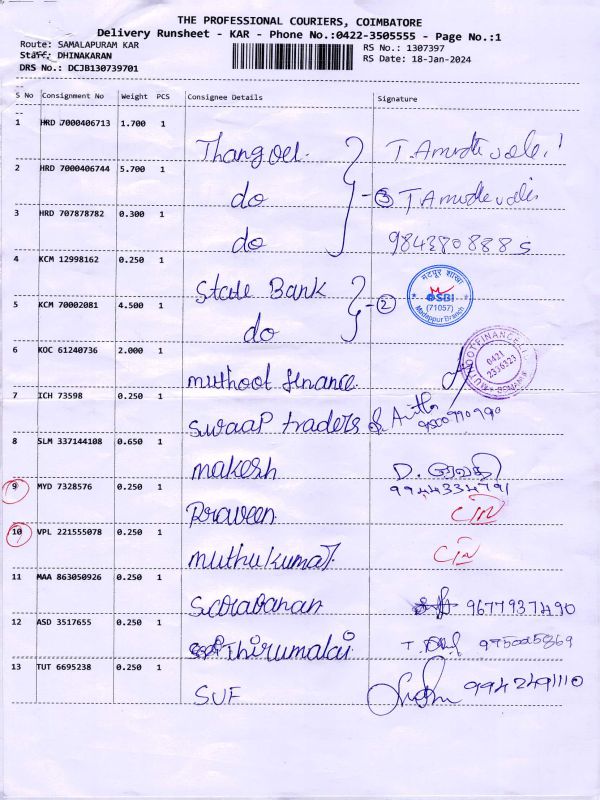 THE PROFESSIONAL COURIERS, COIMBATORE
Delivery Runsheet - KAR - Phone No.:0422-3505555 - Page No.:1
Route: SAMALAPURAM KAR
RS No.: 1307397
Staff: DHINAKARAN
RS Date: 18-Jan-2024
DRS No.: DCJB130739701
S No Consignment No Weight PCS Consignee Details Signature
1 HRD 7000406713 1.700 1
2 HRD 7000406744 5.700 1 do 3
3 HRD 707878782 0.300 1 do 9843808885
4 KCM 12998162 0.250 1 State Bank 2
मदपूर शाखा
SBI
(71057)
Branch
5 KCM 70002081 4.500 1 do
6 KOC 61240736 2.000 1 muthoot finance
0421
2336323
7 ICH 73598 0.250 1 Swaap traders 9500990990
8 SLM 337144108 0.650 1 makesh D. ரேவதி
9944334791
9 MYD 7328576 0.250 1 Praveen
10 VPL 221555078 0.250 1 muthukumar
11 MAA 863050926 0.250 1 9677937490
12 ASD 3517655 0.250 1 Thirumalai
13 TUT 6695238 0.250 1 SUF 9942491110